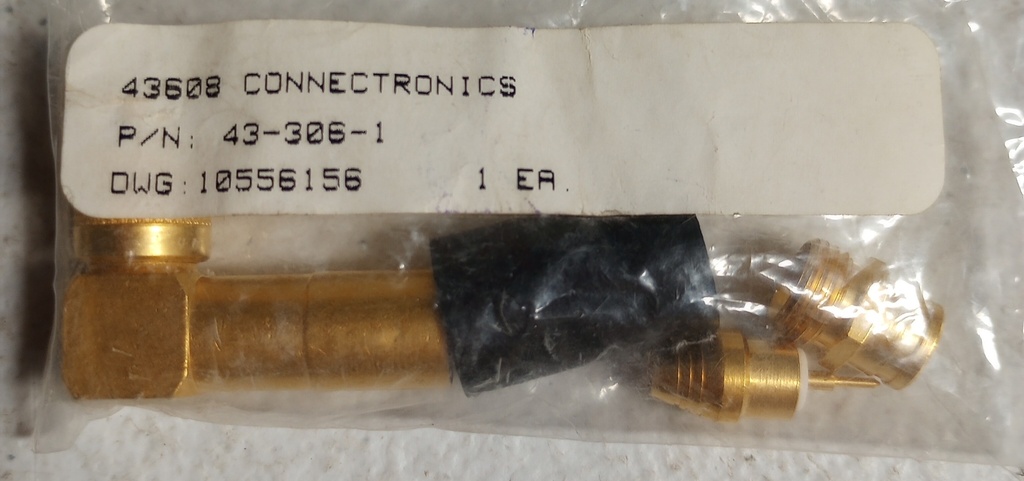 43608 CONNECTRONICS
P/N: 43-306-1
DWG:10556156 1 EA.